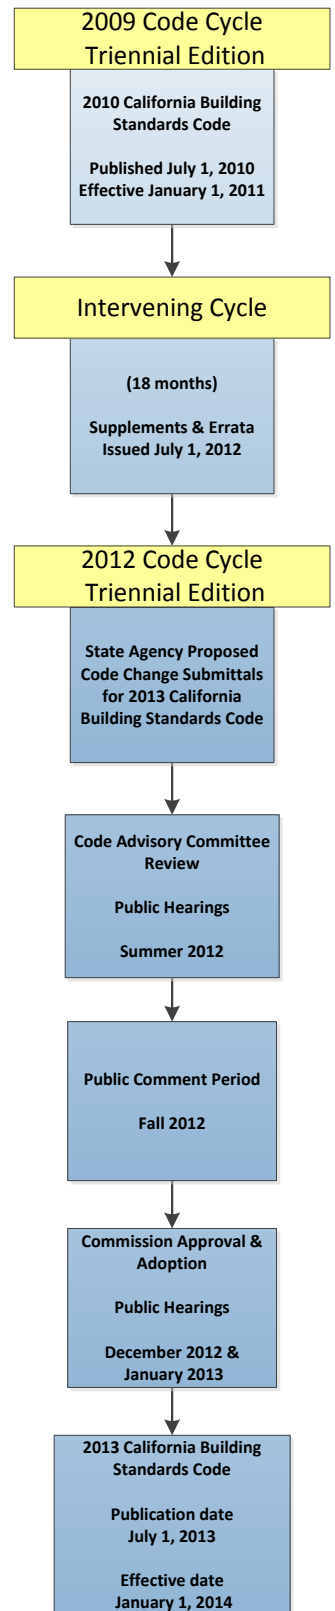 2009 Code Cycle
Triennial Edition
2010 California Building
Standards Code
Published July 1, 2010
Effective January 1, 2011
Intervening Cycle
(18 months)
Supplements & Errata
Issued July 1, 2012
2012 Code Cycle
Triennial Edition
State Agency Proposed
Code Change Submittals
for 2013 California
Building Standards Code
Code Advisory Committee
Review
Public Hearings
Summer 2012
Public Comment Period
Fall 2012
Commission Approval &
Adoption
Public Hearings
December 2012 &
January 2013
2013 California Building
Standards Code
Publication date
July 1, 2013
Effective date
January 1, 2014